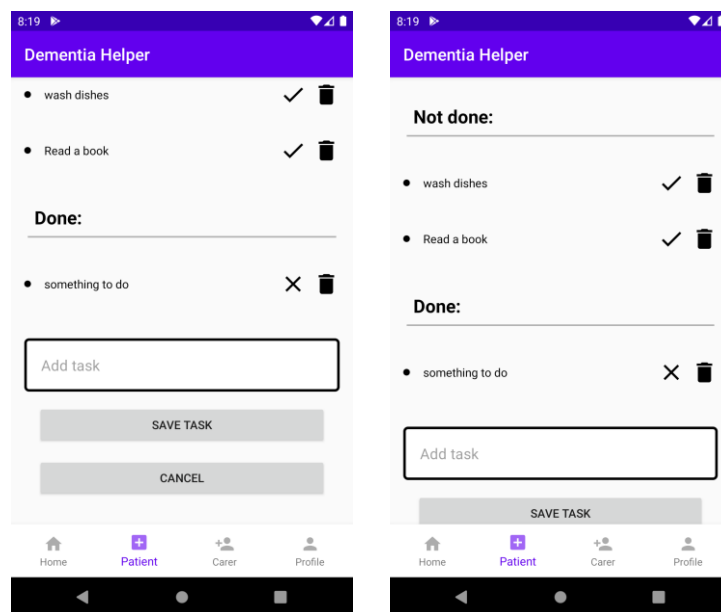 8:19
Dementia Helper
wash dishes
Read a book
Done:
something to do
Add task
SAVE TASK
CANCEL
Home Patient Carer Profile
8:19
Dementia Helper
Not done:
wash dishes
Read a book
Done:
something to do
Add task
SAVE TASK
Home Patient Carer Profile